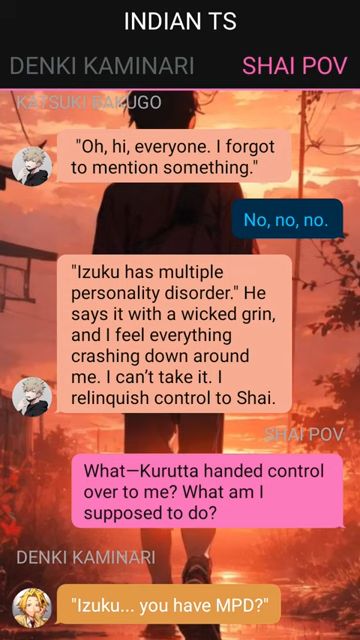 INDIAN TS
DENKI KAMINARI
SHAI POV
KATSUKI BAKUGO
"Oh, hi, everyone. I forgot
to mention something."
No, no, no.
"Izuku has multiple
personality disorder." He
says it with a wicked grin,
and I feel everything
crashing down around
me. I can’t take it. I
relinquish control to Shai.
SHAI POV
What—Kurutta handed control
over to me? What am I
supposed to do?
DENKI KAMINARI
"Izuku... you have MPD?"